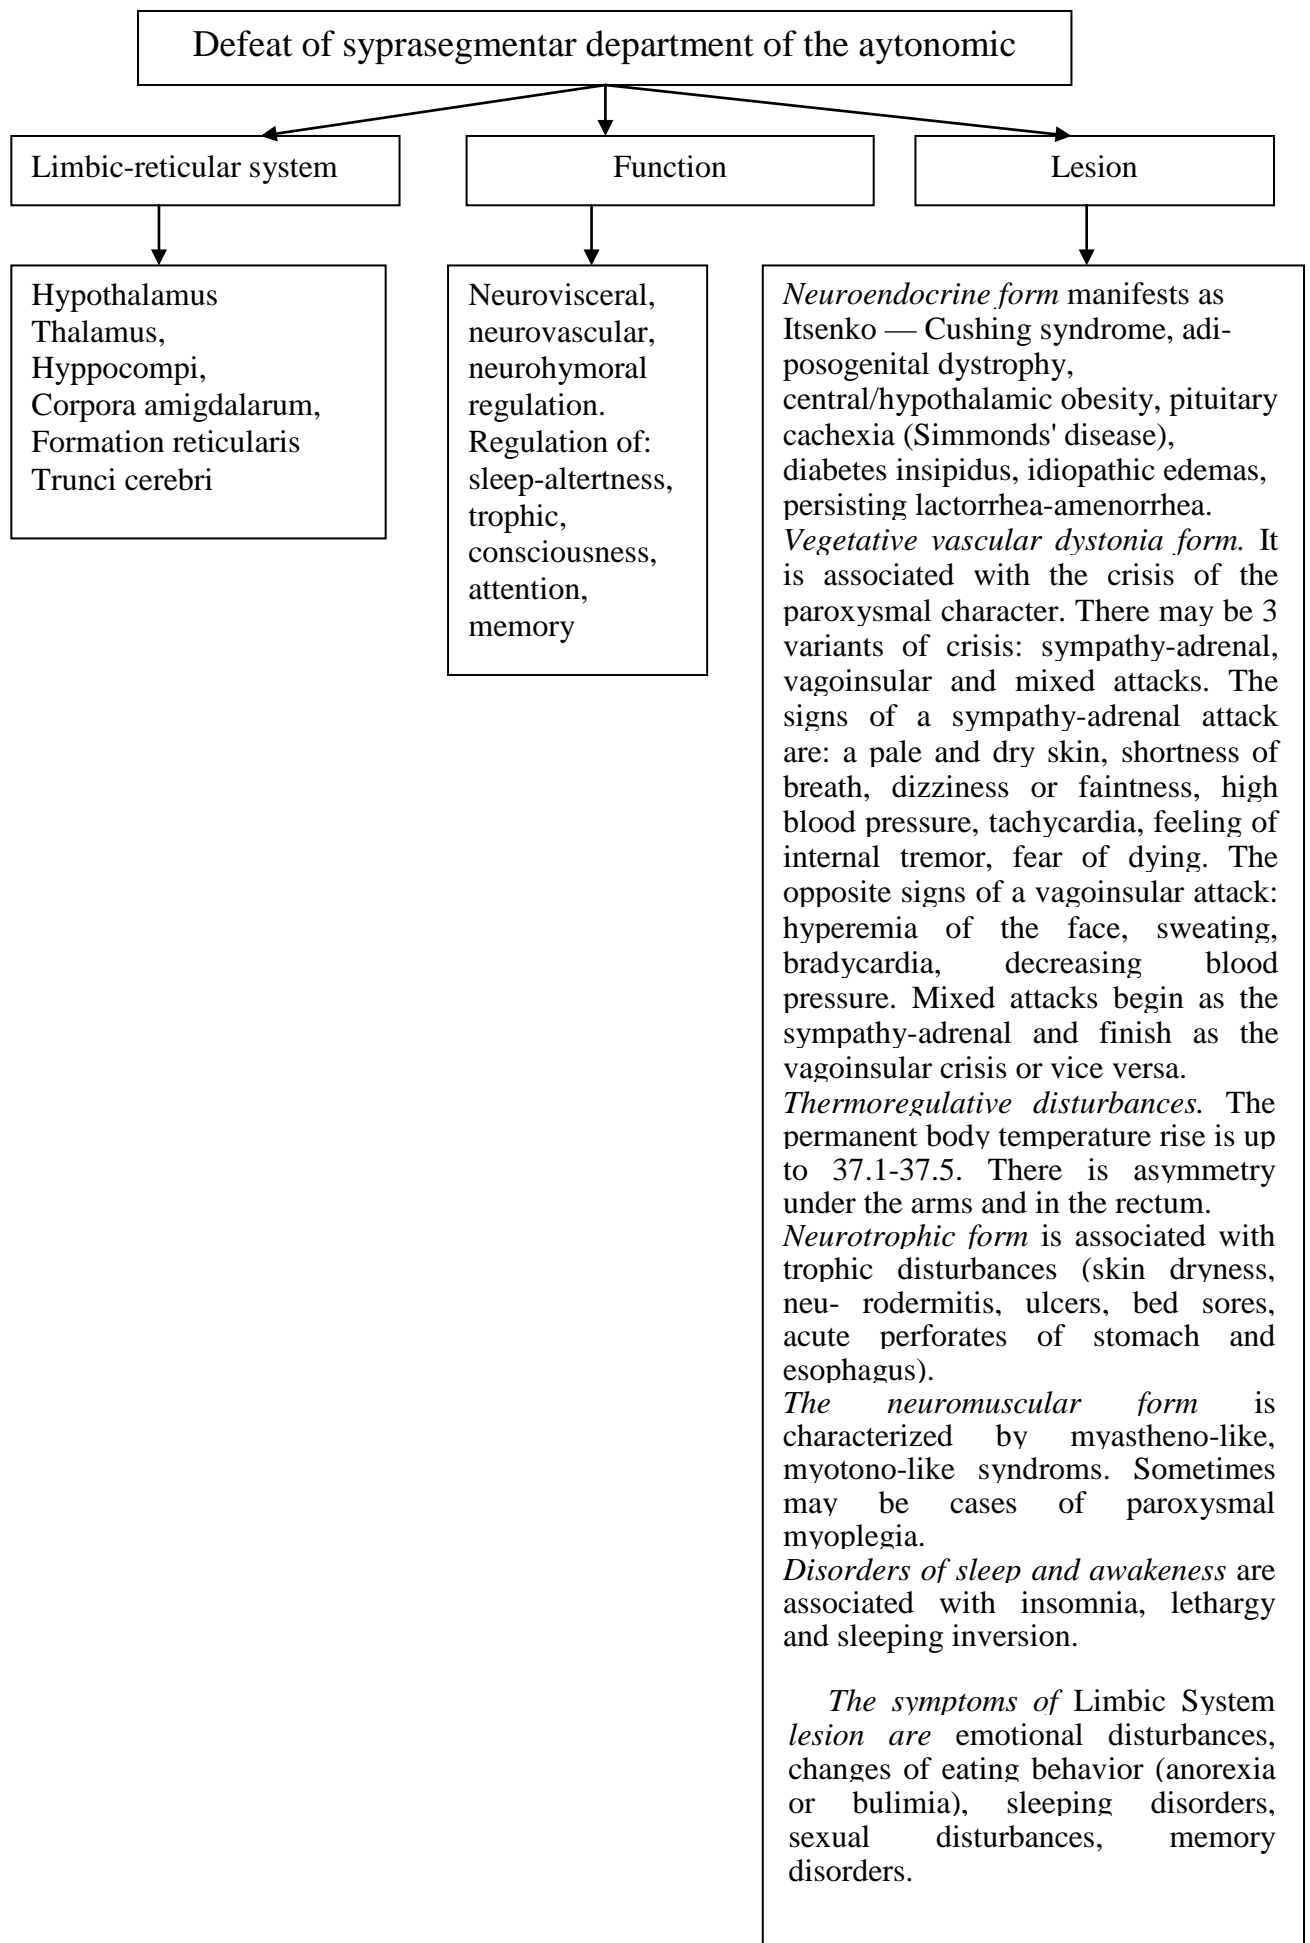 Defeat of syprasegmentar department of the aytonomic
Limbic-reticular system
Function
Lesion
Hypothalamus
Thalamus,
Hyppocompi,
Corpora amigdalarum,
Formation reticularis
Trunci cerebri
Neurovisceral,
neurovascular,
neurohymoral
regulation.
Regulation of:
sleep-altertness,
trophic,
consciousness,
attention,
memory
Neuroendocrine form manifests as
Itsenko — Cushing syndrome, adi-
posogenital dystrophy,
central/hypothalamic obesity, pituitary
cachexia (Simmonds' disease),
diabetes insipidus, idiopathic edemas,
persisting lactorrhea-amenorrhea.
Vegetative vascular dystonia form. It
is associated with the crisis of the
paroxysmal character. There may be 3
variants of crisis: sympathy-adrenal,
vagoinsular and mixed attacks. The
signs of a sympathy-adrenal attack
are: a pale and dry skin, shortness of
breath, dizziness or faintness, high
blood pressure, tachycardia, feeling of
internal tremor, fear of dying. The
opposite signs of a vagoinsular attack:
hyperemia of the face, sweating,
bradycardia, decreasing blood
pressure. Mixed attacks begin as the
sympathy-adrenal and finish as the
vagoinsular crisis or vice versa.
Thermoregulative disturbances. The
permanent body temperature rise is up
to 37.1-37.5. There is asymmetry
under the arms and in the rectum.
Neurotrophic form is associated with
trophic disturbances (skin dryness,
neu- rodermitis, ulcers, bed sores,
acute perforates of stomach and
esophagus).
The neuromuscular form is
characterized by myastheno-like,
myotono-like syndroms. Sometimes
may be cases of paroxysmal
myoplegia.
Disorders of sleep and awakeness are
associated with insomnia, lethargy
and sleeping inversion.
The symptoms of Limbic System
lesion are emotional disturbances,
changes of eating behavior (anorexia
or bulimia), sleeping disorders,
sexual disturbances, memory
disorders.